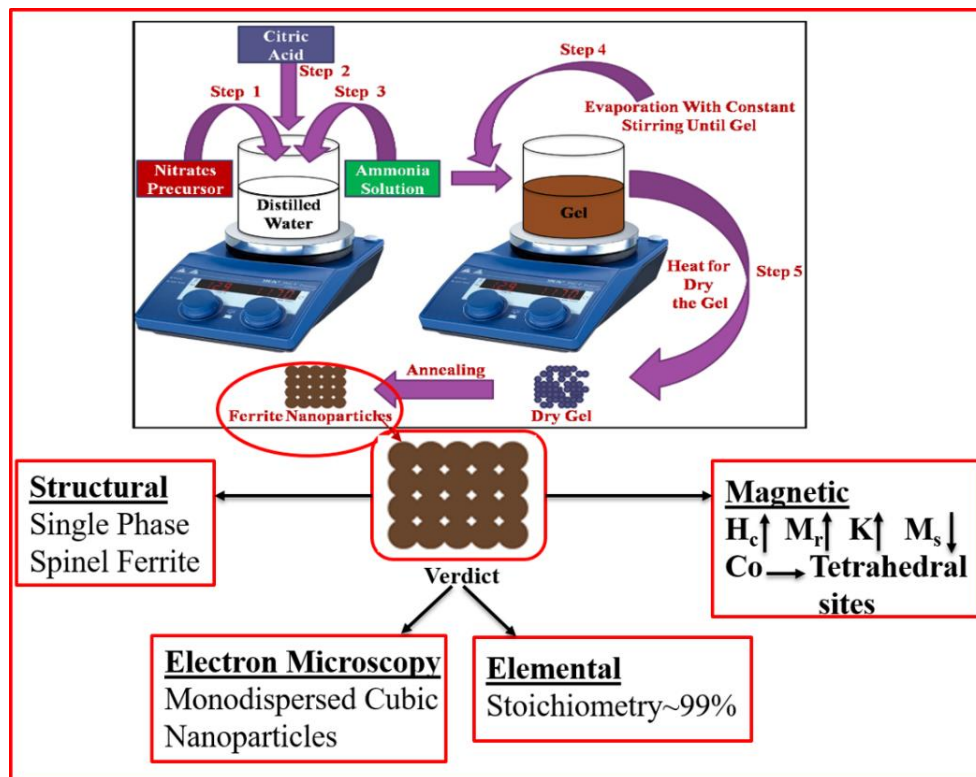 Citric
Acid
Step 2
Step 1
Step 3
Nitrates
Precursor
Ammonia
Solution
Distilled
Water
Step 4
Evaporation With Constant
Stirring Until Gel
Gel
Heat for
Dry
the Gel
Step 5
Annealing
Ferrite Nanoparticles
Dry Gel
Structural
Single Phase
Spinel Ferrite
Verdict
Magnetic
Hc↑ Mr↑ K↑ Ms↓
Co→Tetrahedral
sites
Electron Microscopy
Monodispersed Cubic
Nanoparticles
Elemental
Stoichiometry~99%